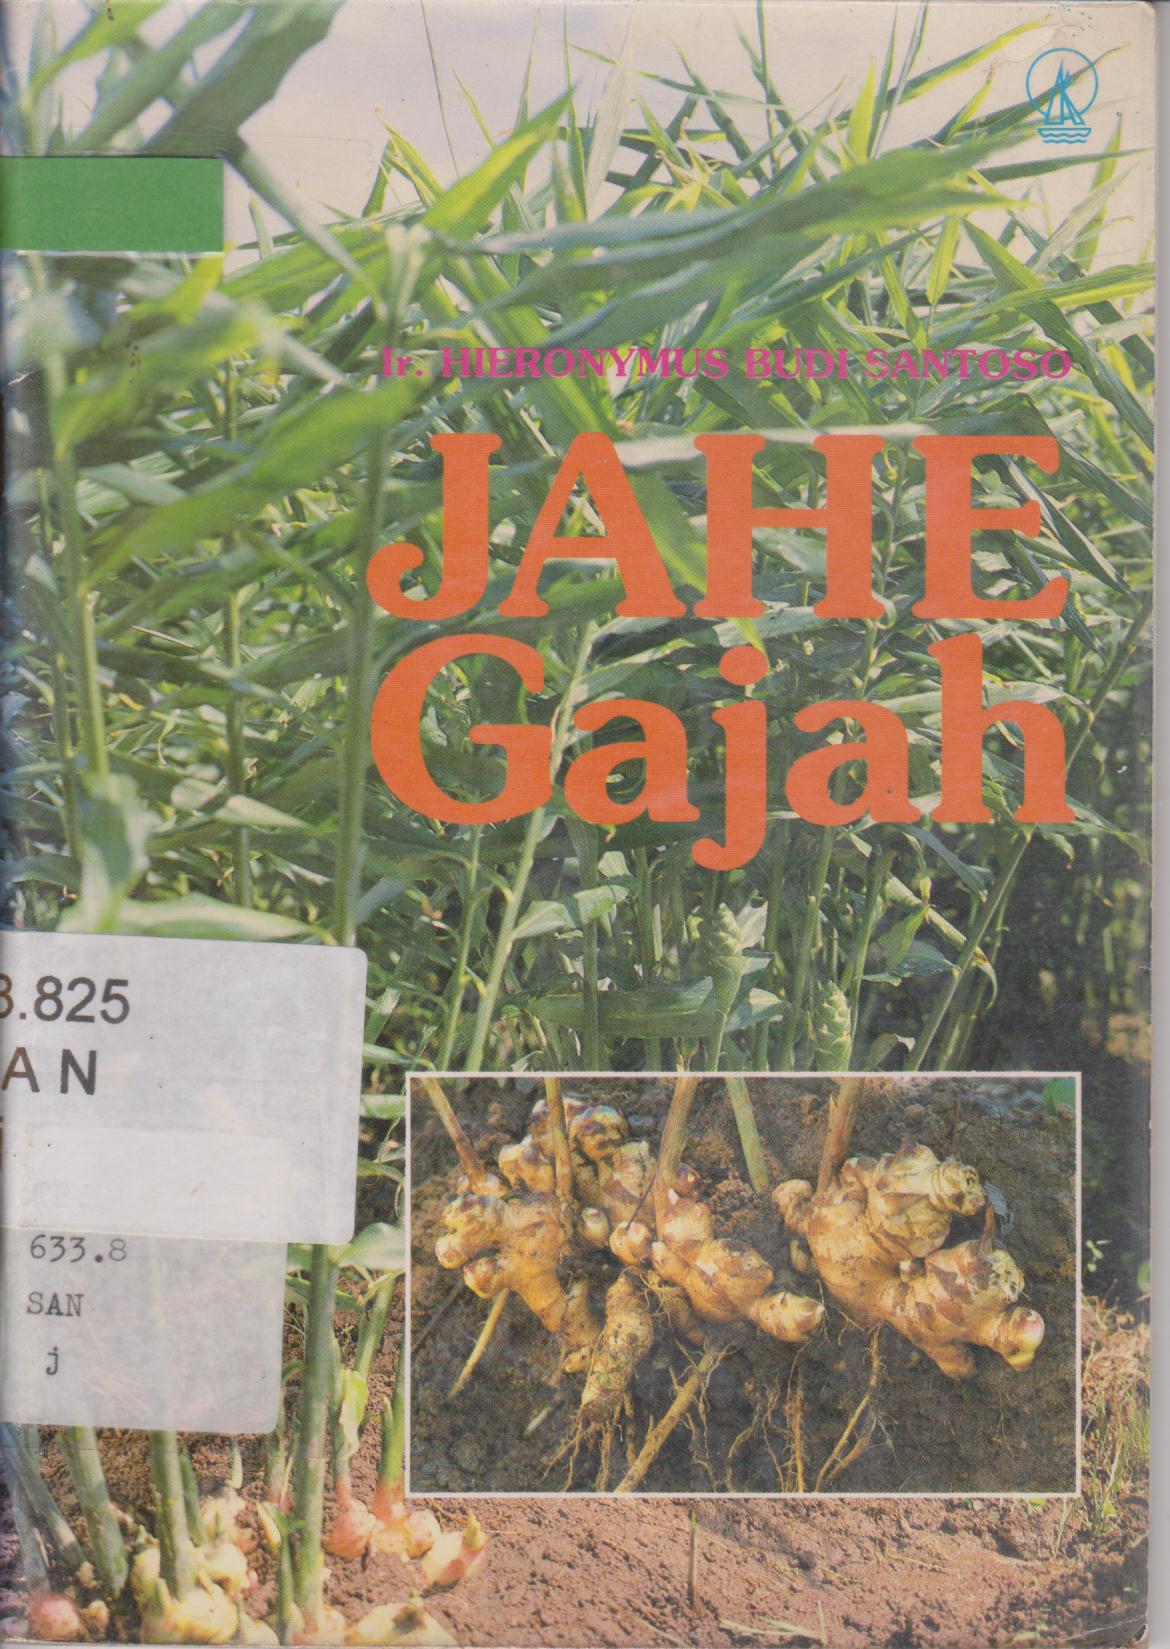 Ir. HIERONYMUS BUDI SANTOSO
JAHE
Gajah
3.825
AN
633.8
SAN
j